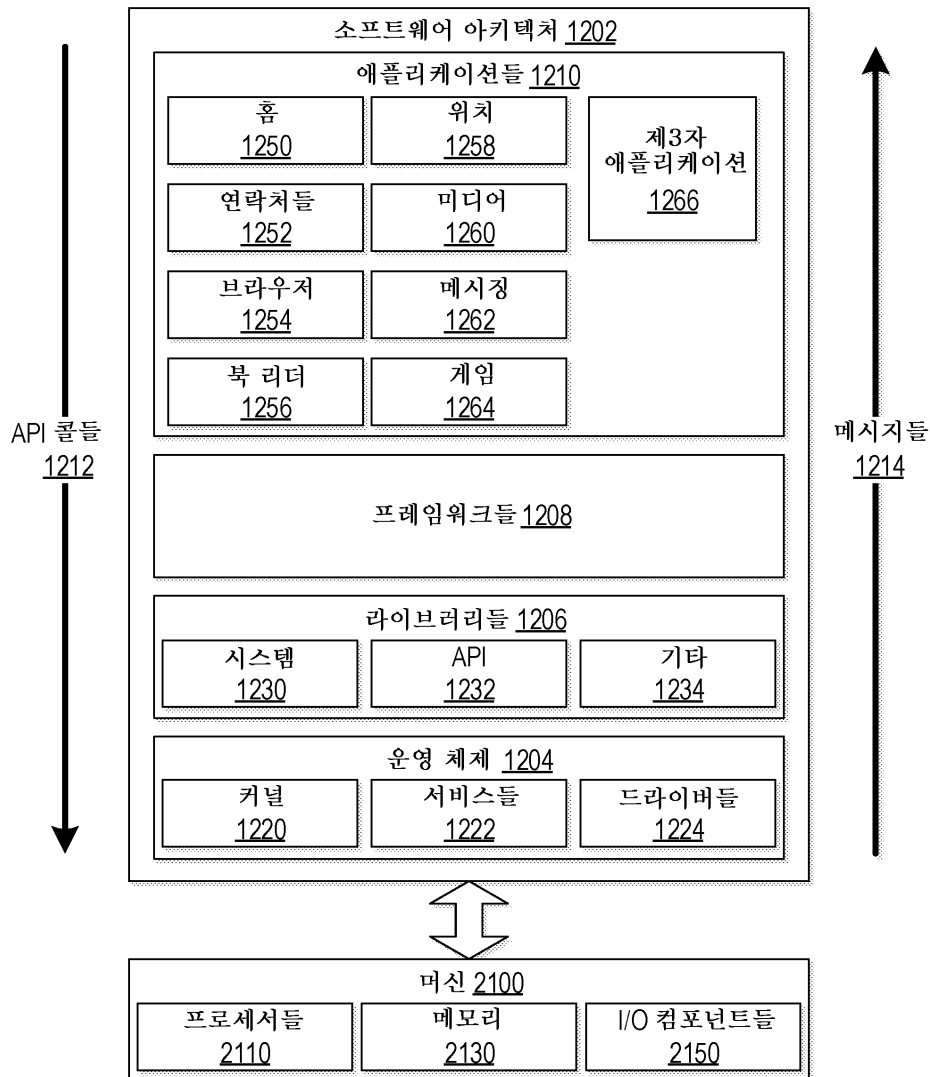 소프트웨어 아키텍처 1202
애플리케이션들 1210
홈
1250
위치
1258
제3자
애플리케이션
1266
연락처들
1252
미디어
1260
브라우저
1254
메시징
1262
북 리더
1256
게임
1264
API 콜들
1212
메시지들
1214
프레임워크들 1208
라이브러리들 1206
시스템
1230
API
1232
기타
1234
운영 체제 1204
커널
1220
서비스들
1222
드라이버들
1224
머신 2100
프로세서들
2110
메모리
2130
I/O 컴포넌트들
2150